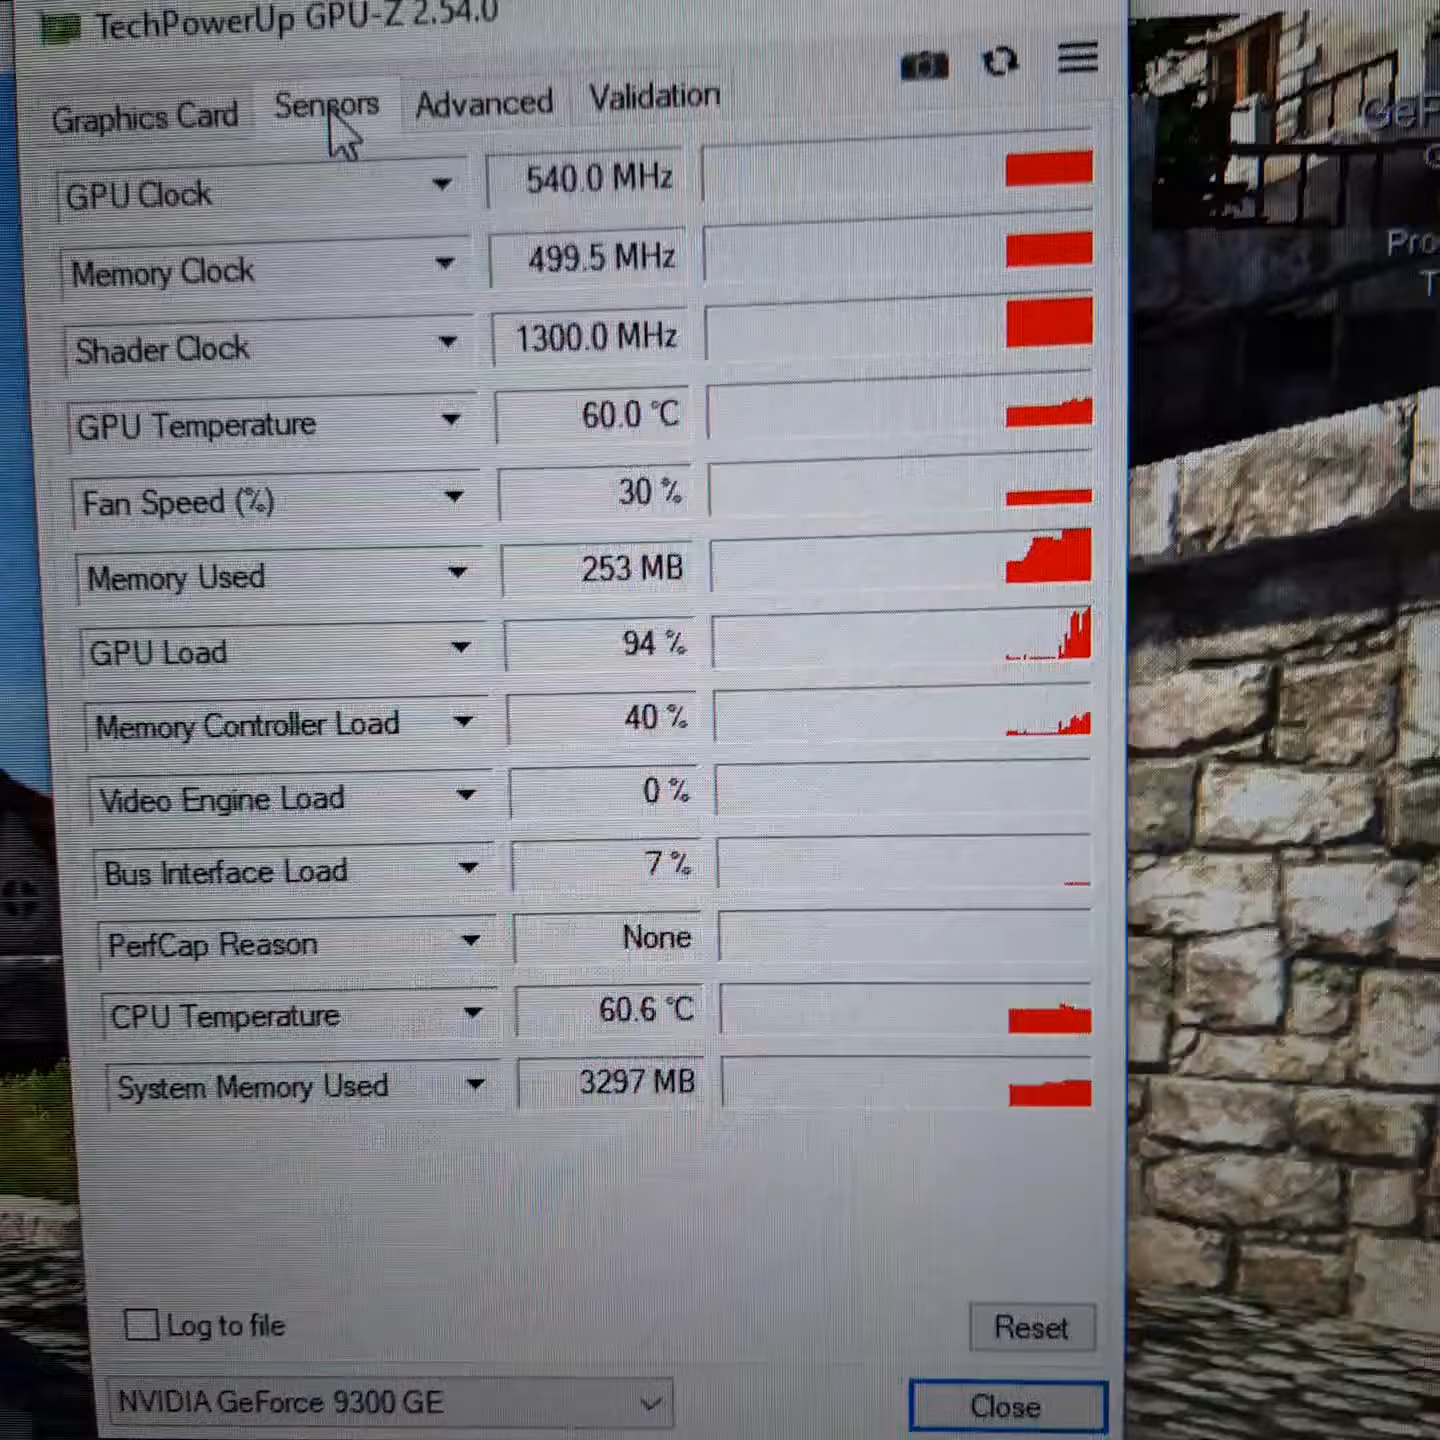 TechPowerUp GPU-Z 2.54.0
Graphics Card Sensors Advanced Validation
GPU Clock 540.0 MHz
Memory Clock 499.5 MHz
Shader Clock 1300.0 MHz
GPU Temperature 60.0 °C
Fan Speed (%) 30 %
Memory Used 253 MB
GPU Load 94 %
Memory Controller Load 40 %
Video Engine Load 0 %
Bus Interface Load 7 %
PerfCap Reason None
CPU Temperature 60.6 °C
System Memory Used 3297 MB
Log to file Reset
NVIDIA GeForce 9300 GE Close